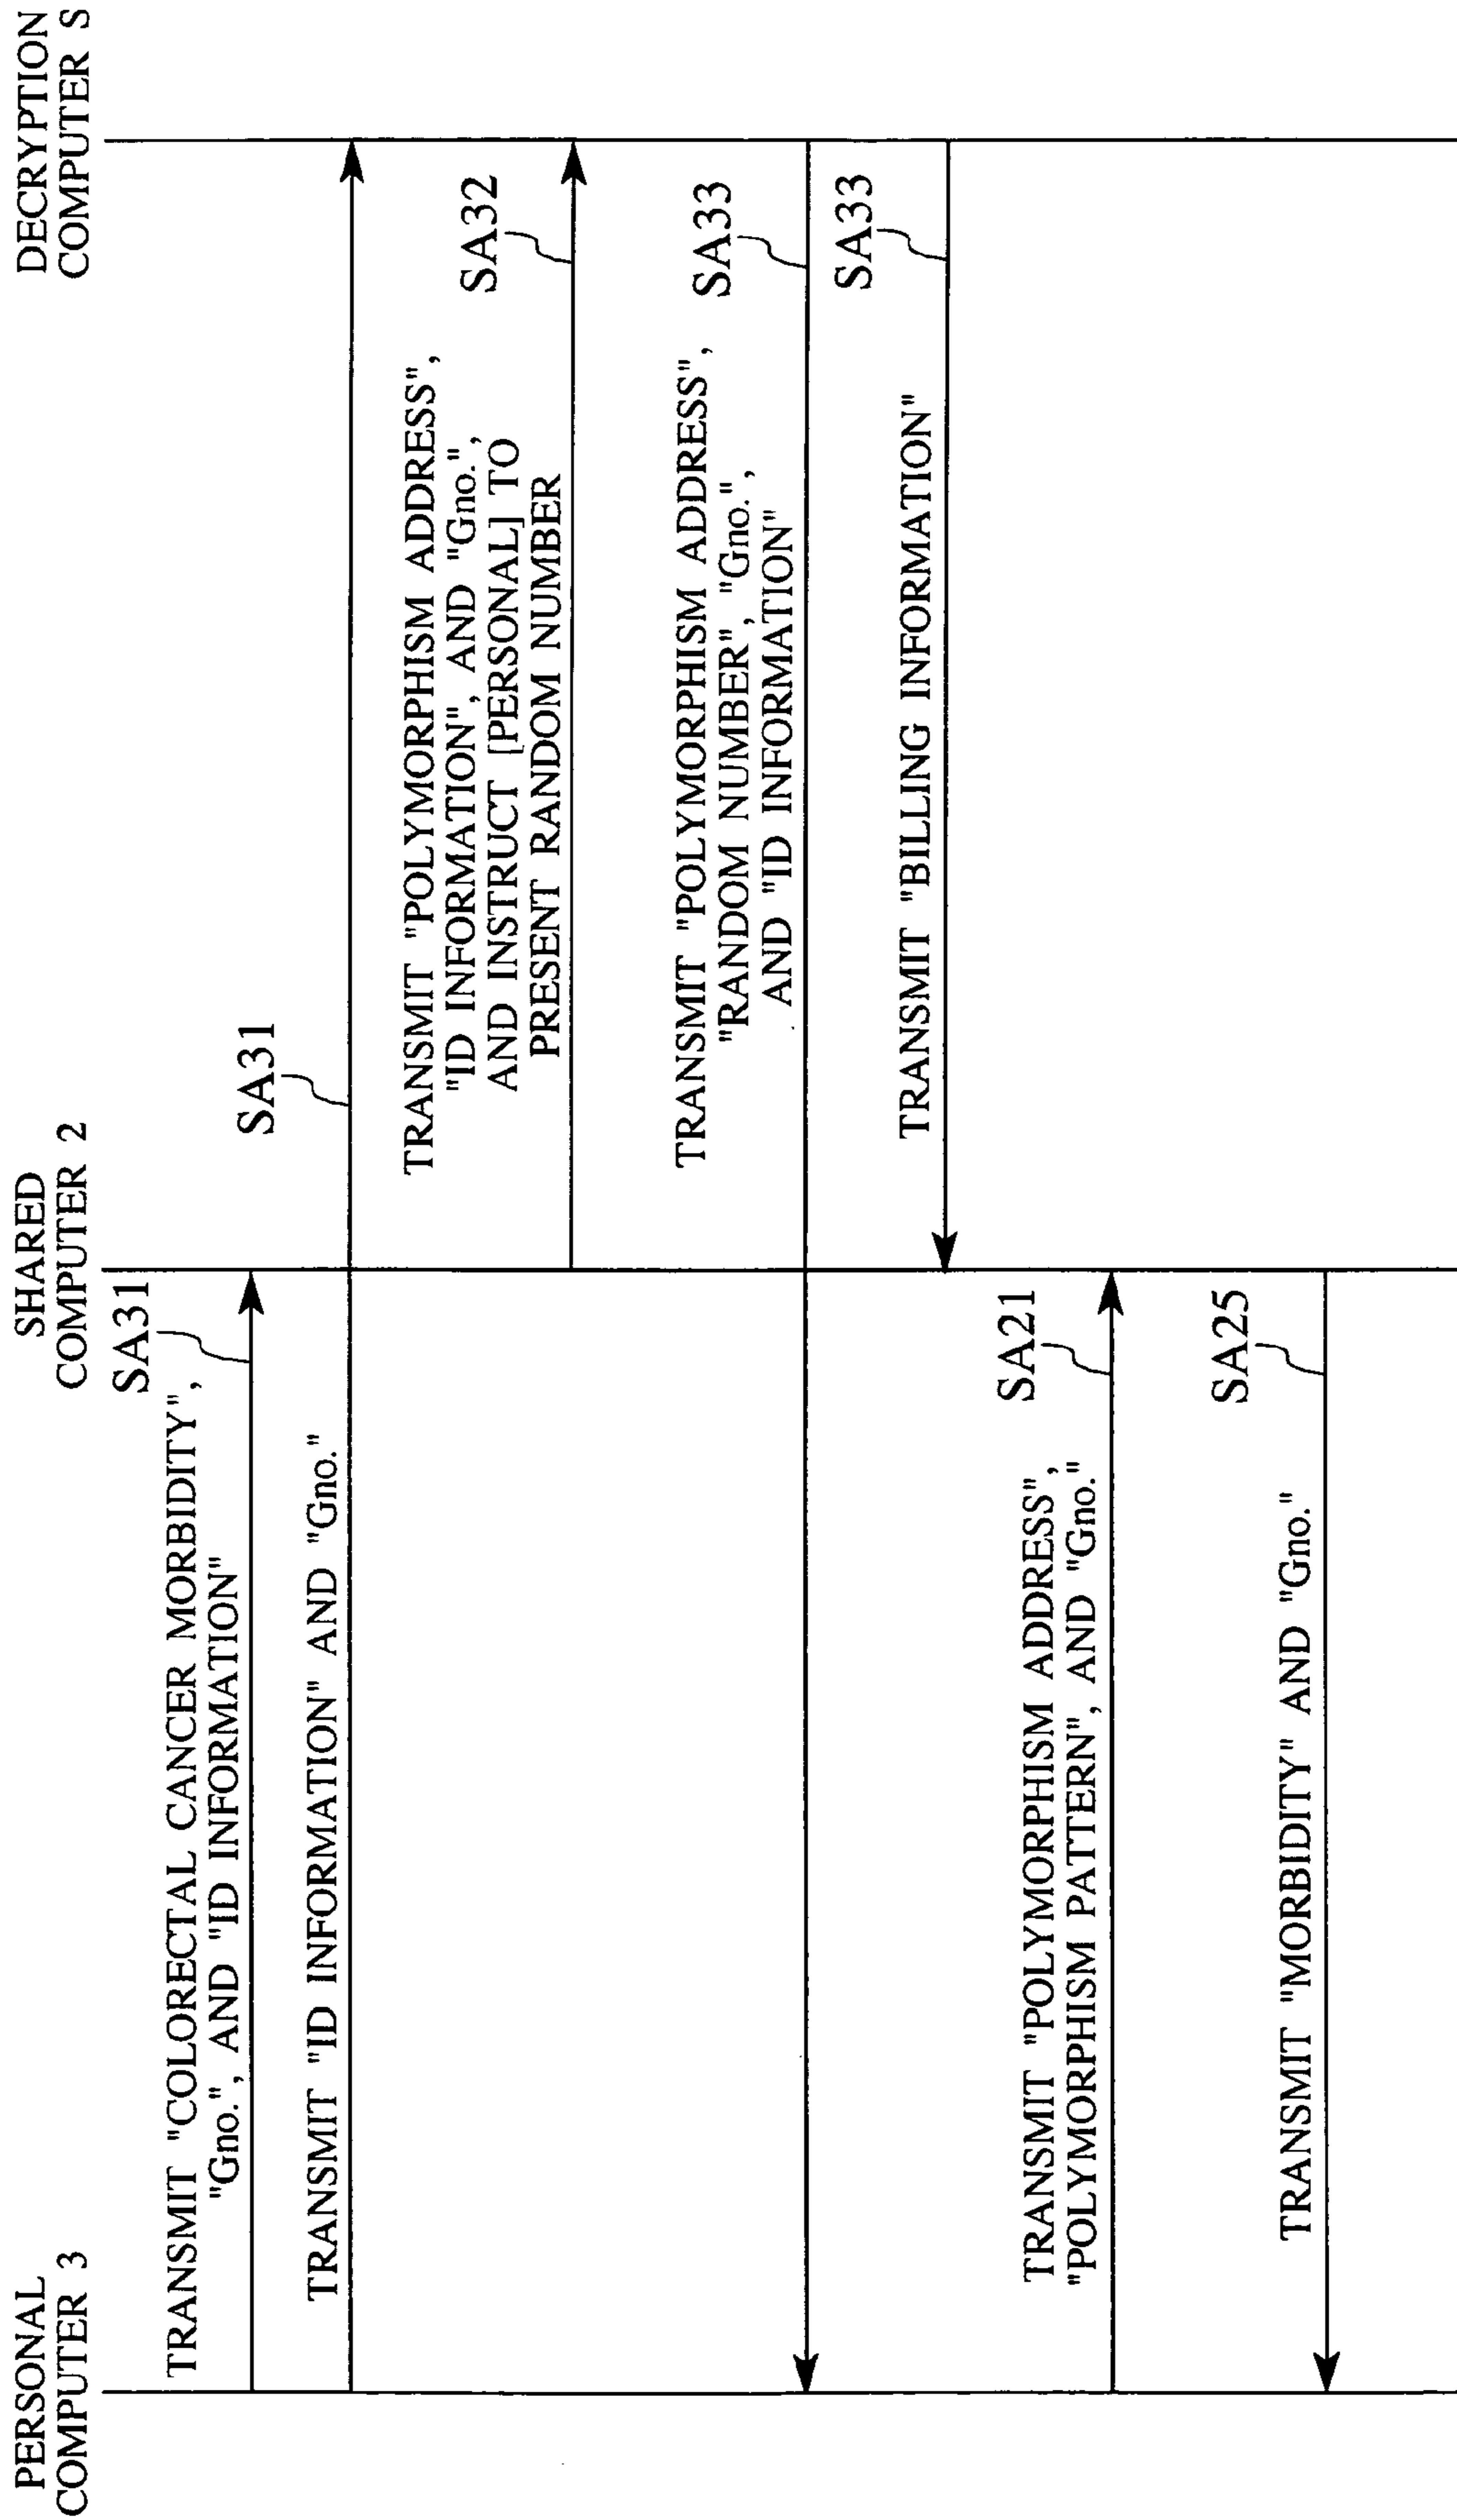 PERSONAL
COMPUTER 3
SHARED
COMPUTER 2
DECRYPTION
COMPUTER S
SA31
TRANSMIT "COLORECTAL CANCER MORBIDITY",
"Gno.", AND "ID INFORMATION"
SA31
TRANSMIT "ID INFORMATION" AND "Gno."
TRANSMIT "POLYMORPHISM ADDRESS",
"ID INFORMATION", AND "Gno.",
AND INSTRUCT [PERSONAL] TO
PRESENT RANDOM NUMBER
SA32
TRANSMIT "POLYMORPHISM ADDRESS",
"RANDOM NUMBER", "Gno.",
AND "ID INFORMATION"
SA33
SA33
TRANSMIT "BILLING INFORMATION"
SA21
TRANSMIT "POLYMORPHISM ADDRESS",
"POLYMORPHISM PATTERN", AND "Gno."
SA25
TRANSMIT "MORBIDITY" AND "Gno."